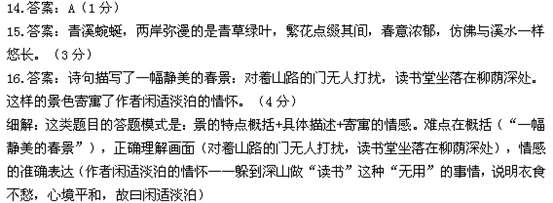 14.答案：A（1分）
15.答案：青溪蜿蜒，两岸弥漫的是青草绿叶，繁花点缀其间，春意浓郁，仿佛与溪水一样
悠长。（3分）
16.答案：诗句描写了一幅静美的春景：对着山路的门无人打扰，读书堂坐落在柳荫深处。
这样的景色寄寓了作者闲适淡泊的情怀。（4分）
细解：这类题目的答题模式是：景的特点概括+具体描述+寄寓的情感。难点在概括（“一幅
静美的春景”），正确理解画面（对着山路的门无人打扰，读书堂坐落在柳荫深处），情感
的准确表达（作者闲适淡泊的情怀——躲到深山做“读书”这种“无用”的事情，说明衣食
不愁，心境平和，故曰闲适淡泊）